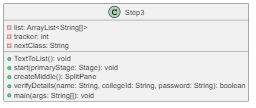 C Step3
list: ArrayList<String[]>
tracker: int
nextClass: String
TextToList(): void
start(primaryStage: Stage): void
createMiddle(): SplitPane
verifyDetails(name: String, collegeId: String, password: String): boolean
main(args: String[]): void